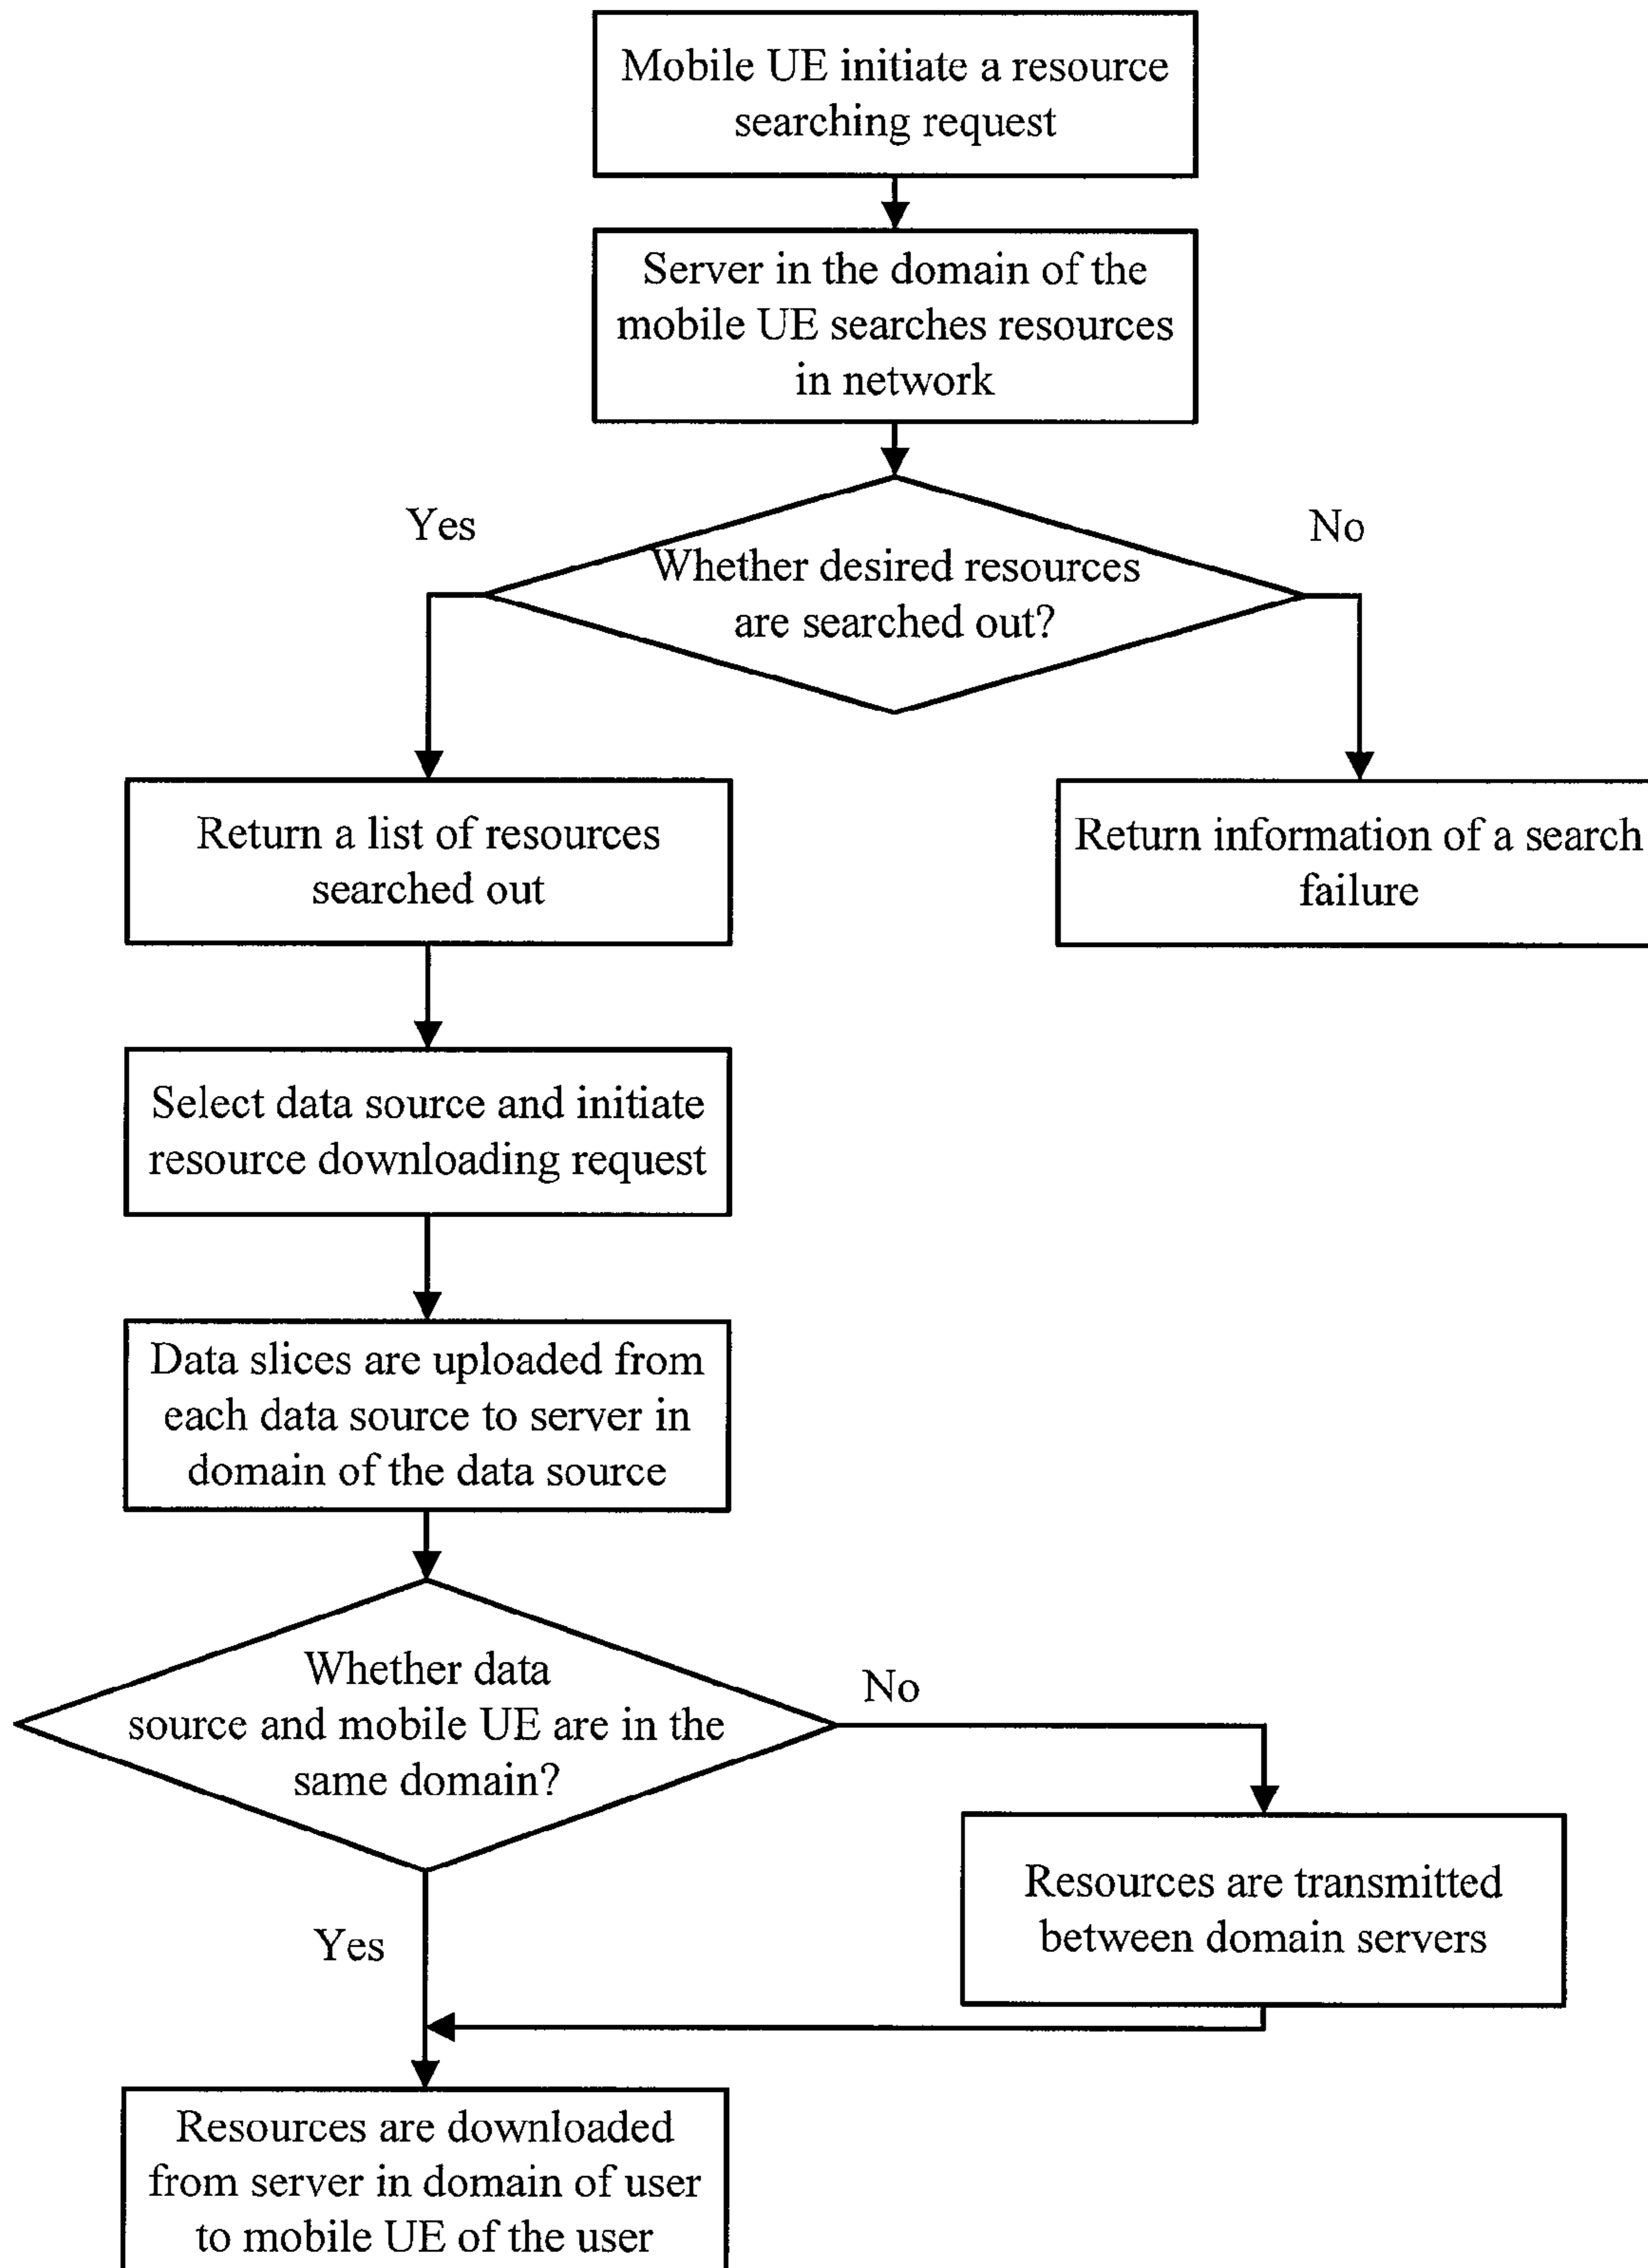 Mobile UE initiate a resource
searching request
Server in the domain of the
mobile UE searches resources
in network
Yes
No
Whether desired resources
are searched out?
Return a list of resources
searched out
Return information of a search
failure
Select data source and initiate
resource downloading request
Data slices are uploaded from
each data source to server in
domain of the data source
Whether data
source and mobile UE are in the
same domain?
No
Resources are transmitted
between domain servers
Yes
Resources are downloaded
from server in domain of user
to mobile UE of the user